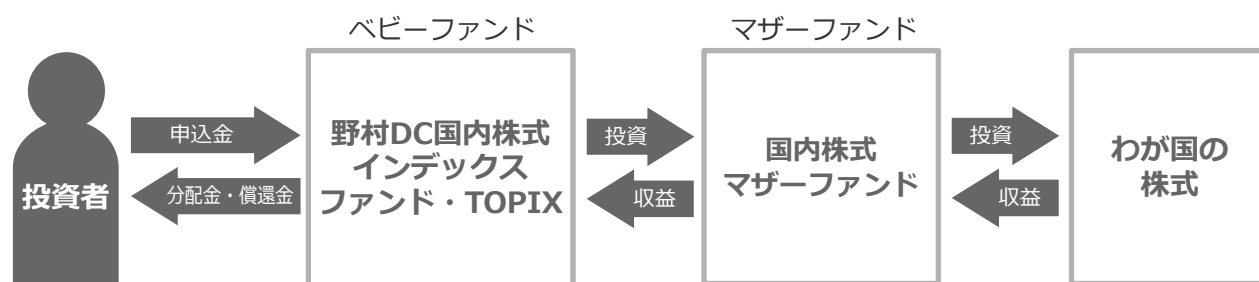 ベビーファンド
マザーファンド
投資者
申込金
分配金・償還金
野村DC国内株式
インデックス
ファンド・TOPIX
投資
収益
国内株式
マザーファンド
投資
収益
わが国の
株式